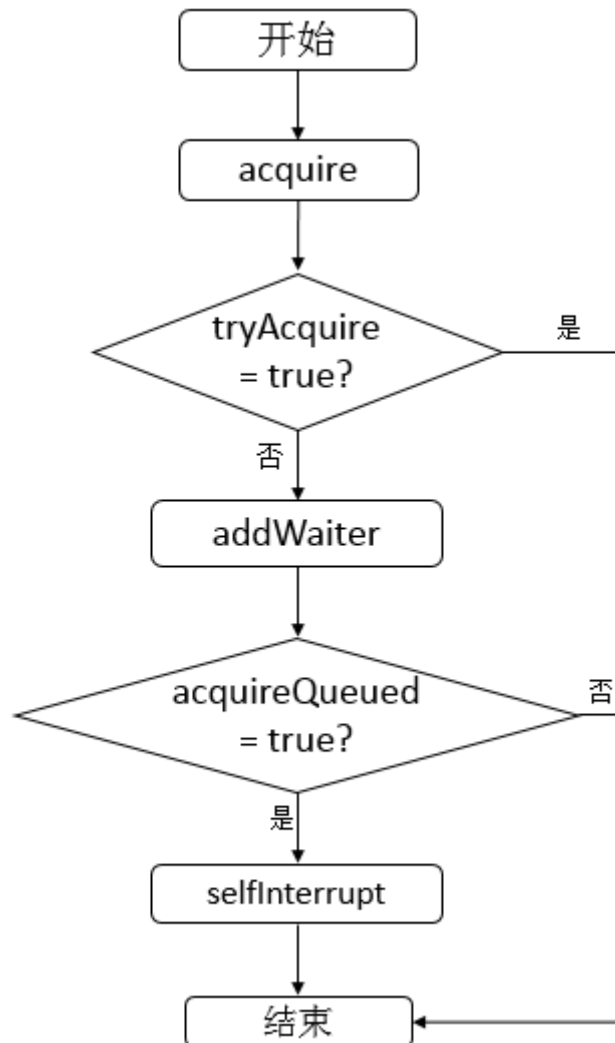 开始
acquire
tryAcquire
= true?
是
否
addWaiter
acquireQueued
= true?
否
是
selfInterrupt
结束